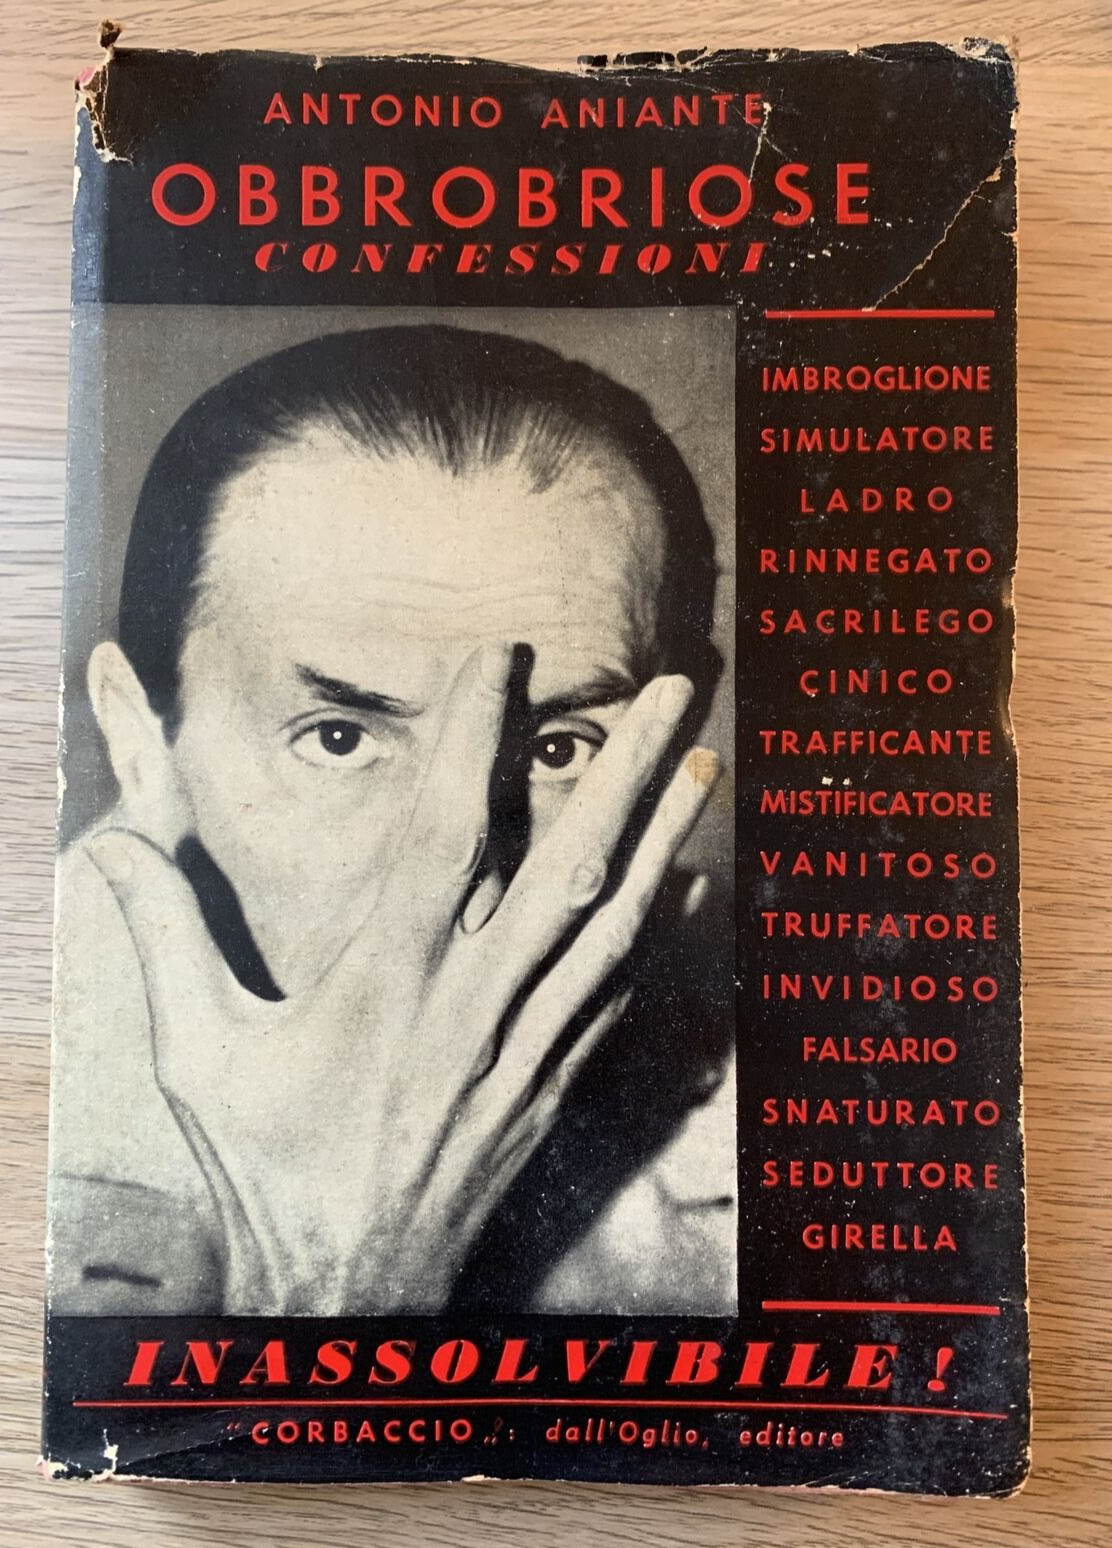 ANTONIO ANIANTE
OBBROBRIOSE
CONFESSIONI
IMBROGLIONE
SIMULATORE
LADRO
RINNEGATO
SACRILEGO
CINICO
TRAFFICANTE
MISTIFICATORE
VANITOSO
TRUFFATORE
INVIDIOSO
FALSARIO
SNATURATO
SEDUTTORE
GIRELLA
INASSOLVIBILE!
“CORBACCIO„: dall'Oglio, editore